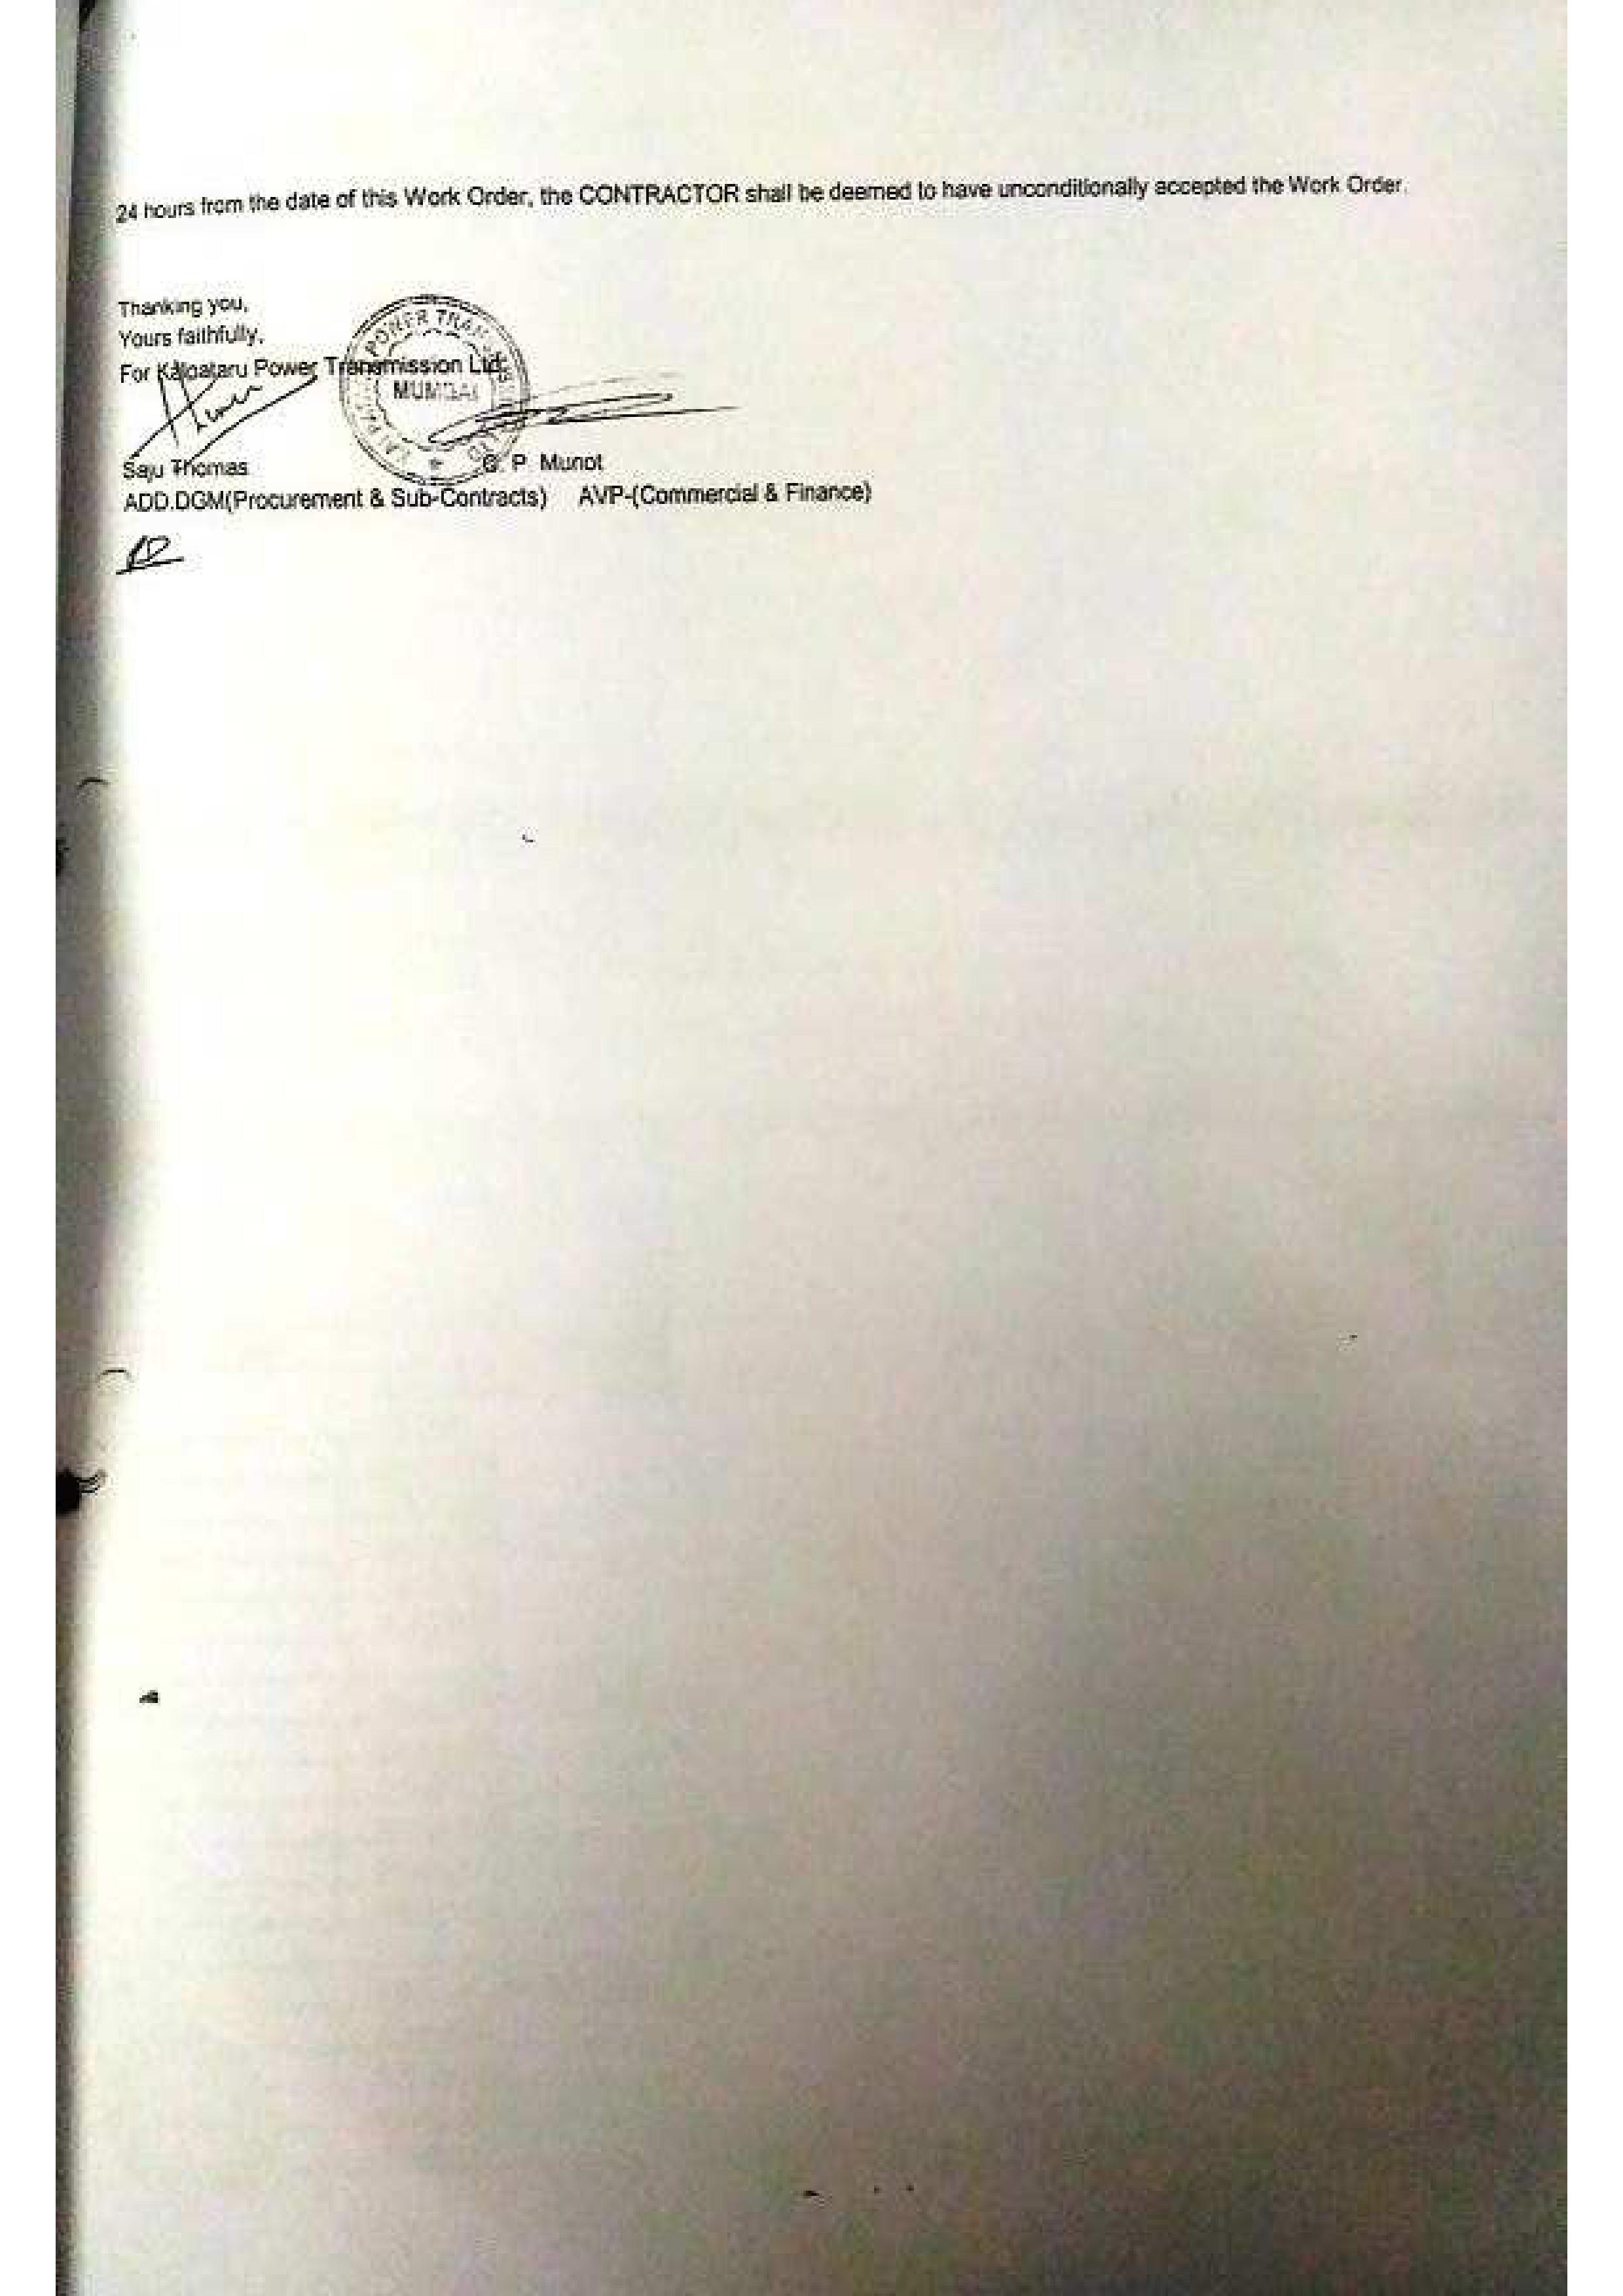 24 hours from the date of this Work Order, the CONTRACTOR shall be deemed to have unconditionally accepted the Work Order.
Thanking you,
Yours faithfully,
For Kalpataru Power Transmission Ltd
POWER TRAN
MUMBAI
Saju Thomas G. P. Munot
ADD.DGM(Procurement & Sub-Contracts) AVP-(Commercial & Finance)